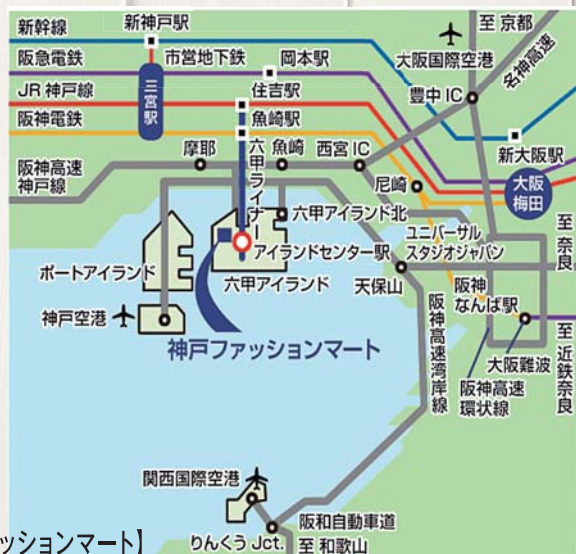 新幹線
新神戸駅
至 京都
阪急電鉄
市営地下鉄
岡本駅
大阪国際空港
名神高速
JR 神戸線
三宮駅
住吉駅
豊中 IC
阪神電鉄
魚崎駅
新大阪駅
六甲ライナー
摩耶
魚崎
西宮 IC
阪神高速
神戸線
尼崎
大阪
梅田
六甲アイランド北
ユニバーサル
スタジオジャパン
至 奈良
アイランドセンター駅
ポートアイランド
六甲アイランド
天保山
阪神
なんば駅
神戸空港
神戸ファッションマート
阪神高速湾岸線
大阪難波
阪神高速
環状線
至 近鉄奈良
関西国際空港
阪和自動車道
りんくう Jct.
至 和歌山
ッションマート】